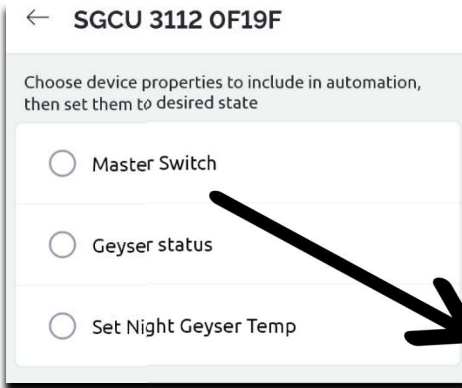 SGCU 3112 0F19F
Choose device properties to include in automation,
then set them to desired state
Master Switch
Geyser status
Set Night Geyser Temp